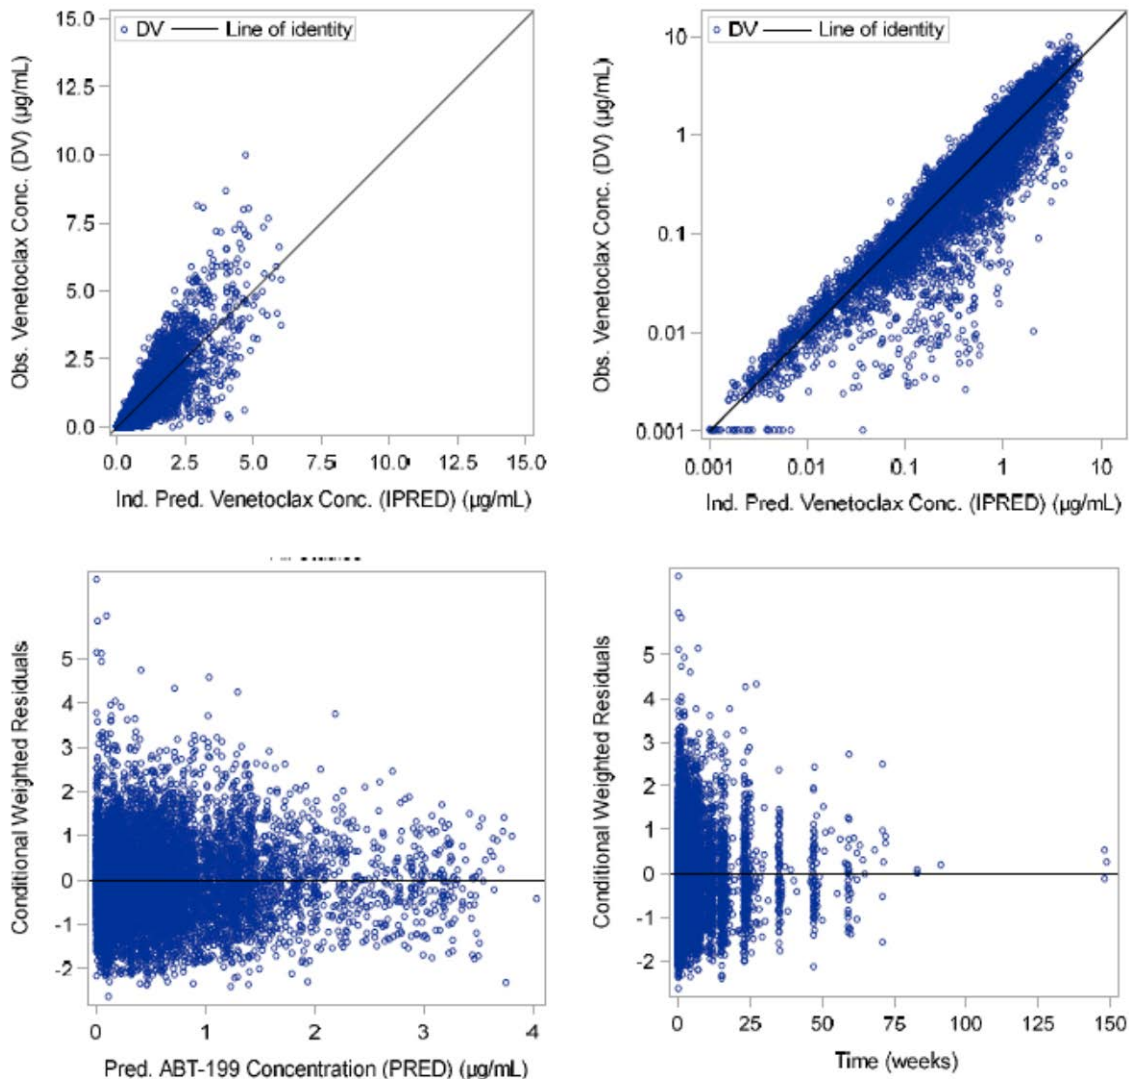 DV Line of identity
15.0
12.5
10.0
7.5
5.0
2.5
0.0
0.0 2.5 5.0 7.5 10.0 12.5 15.0
Obs. Venetoclax Conc. (DV) (µg/mL)
Ind. Pred. Venetoclax Conc. (IPRED) (µg/mL)
DV Line of identity
10
1
0.1
0.01
0.001
0.001 0.01 0.1 1 10
Obs. Venetoclax Conc. (DV) (µg/mL)
Ind. Pred. Venetoclax Conc. (IPRED) (µg/mL)
5
4
3
2
1
0
-1
-2
0 1 2 3 4
Conditional Weighted Residuals
Pred. ABT-199 Concentration (PRED) (µg/mL)
5
4
3
2
1
0
-1
-2
0 25 50 75 100 125 150
Conditional Weighted Residuals
Time (weeks)